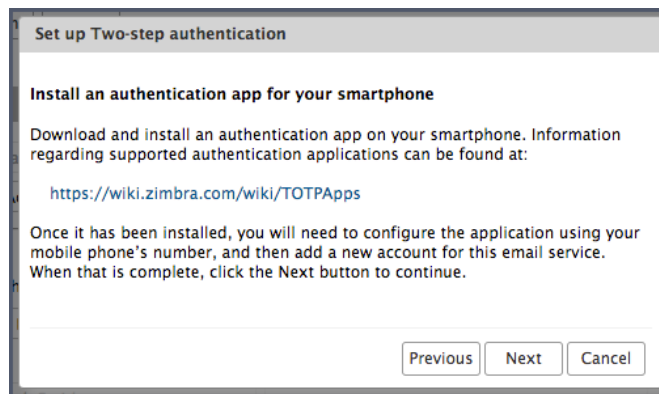 Set up Two-step authentication
Install an authentication app for your smartphone
Download and install an authentication app on your smartphone. Information
regarding supported authentication applications can be found at:
https://wiki.zimbra.com/wiki/TOTPApps
Once it has been installed, you will need to configure the application using your
mobile phone's number, and then add a new account for this email service.
When that is complete, click the Next button to continue.
Previous Next Cancel